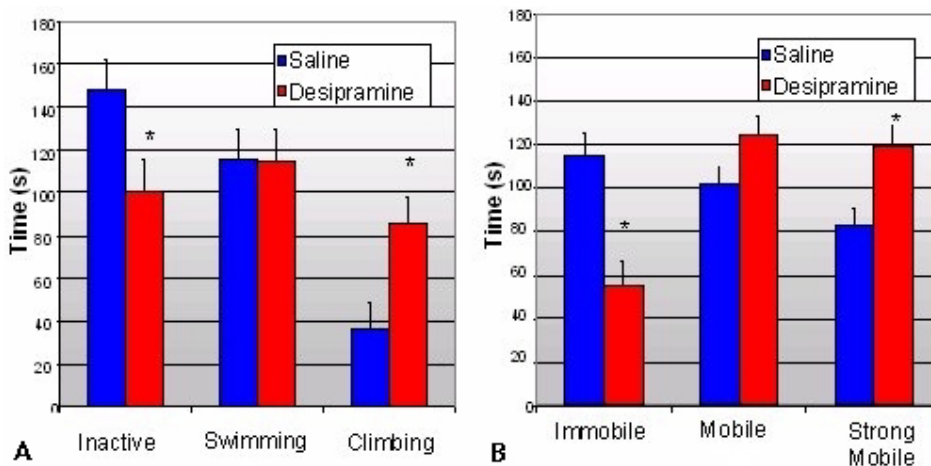 180
160
140
120
100
80
60
40
20
0
Time (s)
Saline
Desipramine
*
*
Inactive Swimming Climbing
A
180
160
140
120
100
80
60
40
20
0
Time (s)
Saline
Desipramine
*
*
Immobile Mobile Strong
Mobile
B